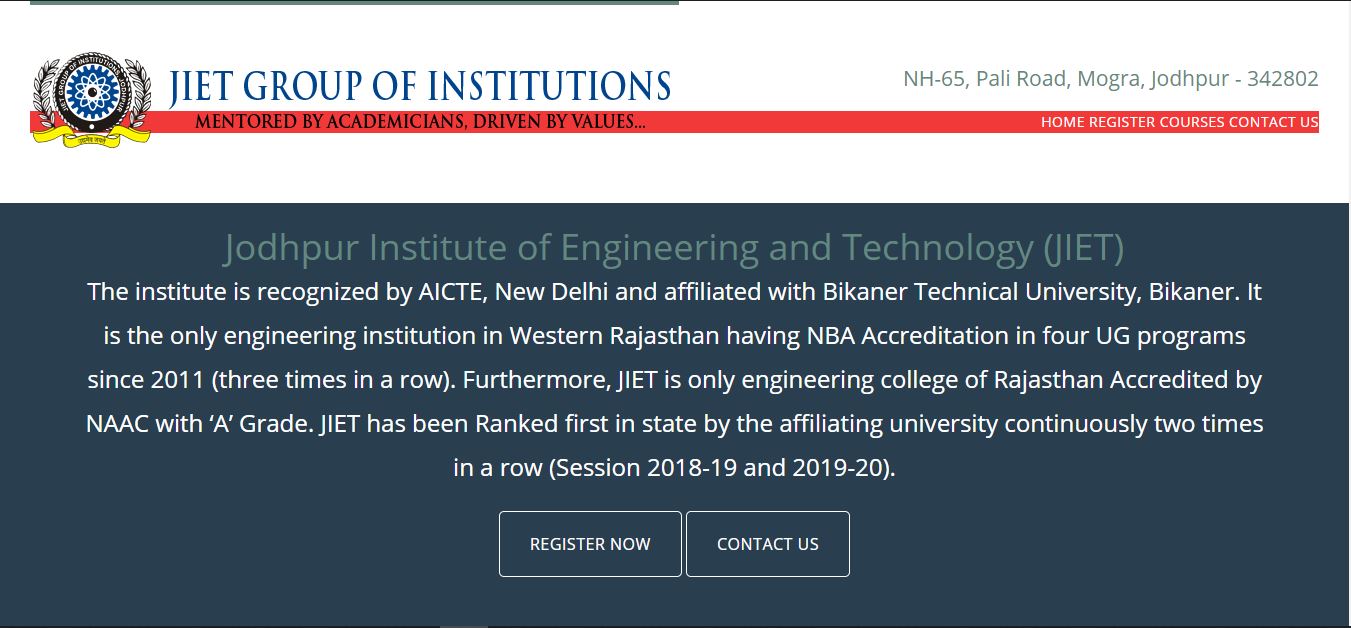 JIET GROUP OF INSTITUTIONS, JODHPUR
JIET GROUP OF INSTITUTIONS
MENTORED BY ACADEMICIANS, DRIVEN BY VALUES...
NH-65, Pali Road, Mogra, Jodhpur - 342802
HOME REGISTER COURSES CONTACT US
Jodhpur Institute of Engineering and Technology (JIET)
The institute is recognized by AICTE, New Delhi and affiliated with Bikaner Technical University, Bikaner. It
is the only engineering institution in Western Rajasthan having NBA Accreditation in four UG programs
since 2011 (three times in a row). Furthermore, JIET is only engineering college of Rajasthan Accredited by
NAAC with ‘A’ Grade. JIET has been Ranked first in state by the affiliating university continuously two times
in a row (Session 2018-19 and 2019-20).
REGISTER NOW
CONTACT US